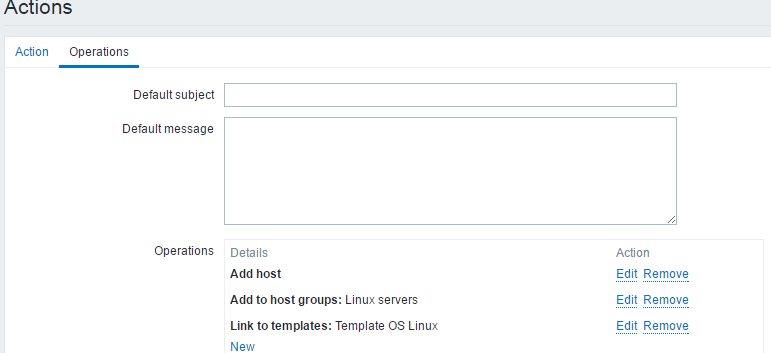 Actions
Action Operations
Default subject
Default message
Operations Details Action
Add host Edit Remove
Add to host groups: Linux servers Edit Remove
Link to templates: Template OS Linux Edit Remove
New